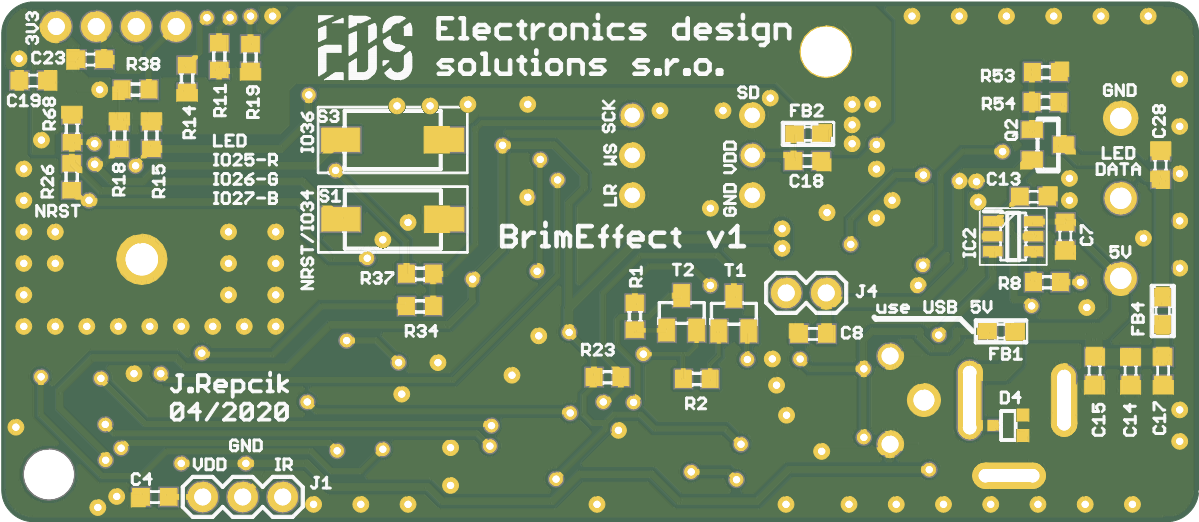 3V3
EDS
Electronics design
solutions s.r.o.
C23
R38
C19
R68
R14
R11
R19
R26
R18
R15
NRST
LED
IO25-R
IO26-G
IO27-B
IO36
S3
NRST/IO34
S1
SCK
WS
LR
SD
VDD
GND
FB2
C18
R53
R54
Q2
GND
C28
LED
DATA
C13
IC2
C7
5V
R8
BrimEffect v1
R37
R34
R1
T2
T1
J4
use USB 5V
FB4
C8
FB1
R23
R2
D4
C15
C14
C17
J.Repcik
04/2020
GND
VDD
IR
C4
J1